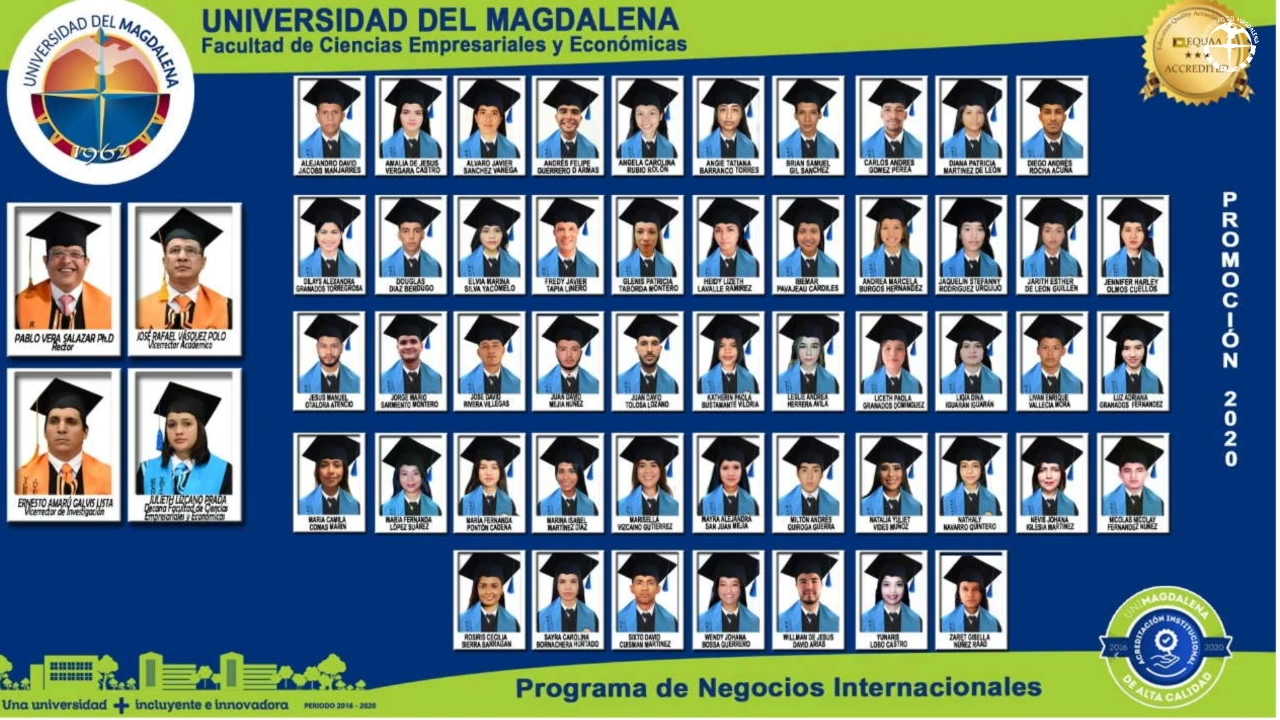 UNIVERSIDAD DEL MAGDALENA
Facultad de Ciencias Empresariales y Económicas
UNIVERSIDAD DEL MAGDALENA
1962
EQUAA
ACCREDITED
ALEJANDRO DAVID
JACOBS MANJARRES
AMALIA DE JESUS
VERGARA CASTRO
ALVARO JAVIER
SANCHEZ VANEGA
ANDRÉS FELIPE
GUERRERO D ARMAS
ANGELA CAROLINA
RUBIO ROLON
ANGIE TATIANA
BARRANCO TORRES
BRIAN SAMUEL
GIL SANCHEZ
CARLOS ANDRES
GOMEZ PEREA
DIANA PATRICIA
MARTINEZ DE LEÓN
DIEGO ANDRÉS
ROCHA ACUÑA
DILAYS ALEXANDRA
GRANADOS TORREGROSA
DOUGLAS
DIAZ BERDUGO
ELVIA MARINA
SILVA YACOMELO
FREDY JAVIER
TAPIA LINERO
GLENIS PATRICIA
TABORDA MONTERO
HEIDY LIZETH
LAVALLE RAMIREZ
IBEMAR
PAVAJEAU CARDILES
ANDREA MARCELA
BURGOS HERNANDEZ
JAQUELIN STEFANNY
RODRIGUEZ URQUIJO
JARITH ESTHER
DE LEON GUILLEN
JENNIFER HARLEY
OLMOS CUELLOS
PABLO VERA SALAZAR Ph.D
Rector
JOSÉ RAFAEL VÁSQUEZ POLO
Vicerrector Académico
JESUS MANUEL
OTALORA ATENCIO
JORGE MARIO
SARMIENTO MONTERO
JOSE DAVID
RIVERA VILLEGAS
JUAN DAVID
MEJIA NUÑEZ
JUAN DAVID
TOLOSA LOZANO
KATHERIN PAOLA
BUSTAMANTE VILORIA
LESLIE ANDREA
HERRERA AVILA
LICETH PAOLA
GRANADOS DOMINGUEZ
LIGIA DINA
IGUARÁN IGUARÁN
LIVAN ENRIQUE
VALLECIA MORA
LUZ ADRIANA
GRANADOS FERNANDEZ
ERNESTO AMARÚ GALVIS LISTA
Vicerrector de Investigación
JULIETH LIZCANO PRADA
Decana Facultad de Ciencias
Empresariales y Económicas
MARIA CAMILA
COMAS MARIN
MARIA FERNANDA
LÓPEZ SUAREZ
MARÍA FERNANDA
PONTÓN CADENA
MARINA ISABEL
MARTINEZ DÍAZ
MARISELLA
VIZCAINO GUTIERREZ
MAYRA ALEJANDRA
SAN JUAN MEJIA
MILTON ANDRES
QUIROGA GUERRA
NATALIA YULIET
VIDES MUÑOZ
NATHALY
NAVARRO QUINTERO
NEVIS JOHANA
IGLESIA MARTINEZ
NICOLAS NICOLAY
FERNANDEZ NUÑEZ
ROSIRIS CECILIA
SIERRA BARRAGAN
SAYRA CAROLINA
BORNACHERA HURTADO
SIXTO DAVID
CUISMAN MARTINEZ
WENDY JOHANA
BOSSA GUERRERO
WILLMAN DE JESUS
DAVID ARIAS
YUNARIS
LOBO CASTRO
ZARET GISELLA
NUÑEZ RAAD
PROMOCIÓN 2020
UNIMAGDALENA
ACREDITACIÓN INSTITUCIONAL
2016
2020
DE ALTA CALIDAD
Programa de Negocios Internacionales
Una universidad + incluyente e innovadora
PERIODO 2016 - 2020